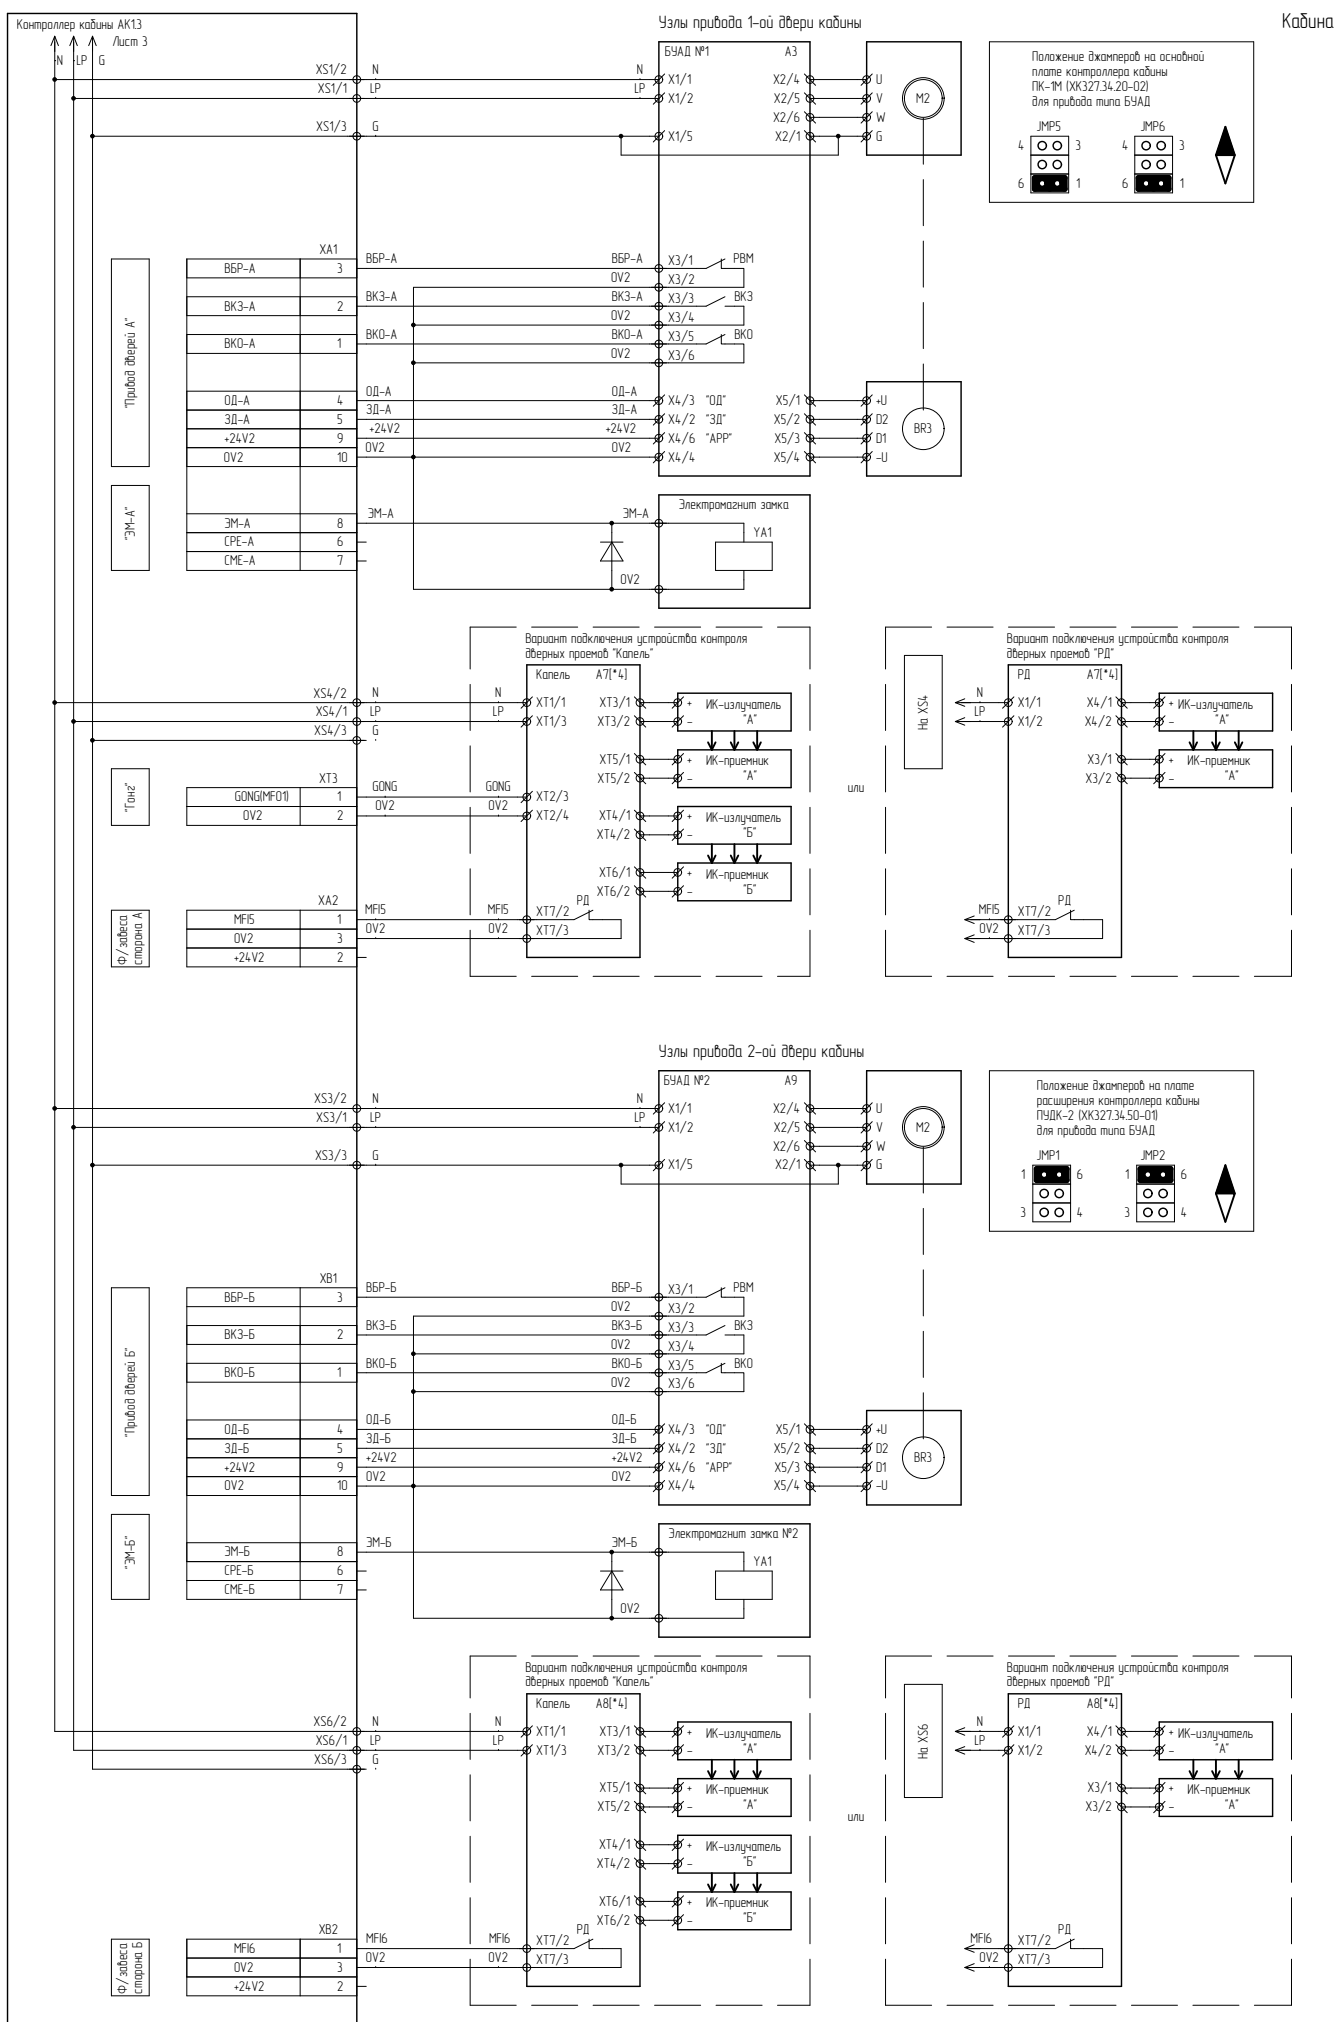 Контроллер кабины АК1.3
Лист 3
N LP G
Узлы привода 1-ой двери кабины
Кабина
БУАД №1 А3
XS1/2 N N X1/1 X2/4 U
XS1/1 LP LP X1/2 X2/5 V
X2/6 W
XS1/3 G X1/5 X2/1 G
M2
Положение джамперов на основной
плате контроллера кабины
ПК-1М (ХК327.34.20-02)
для привода типа БУАД
JMP5 JMP6
4 3 4 3
6 1 6 1
"Привод дверей А"
XA1
ВБР-А 3 ВБР-А ВБР-А X3/1 РВМ
0V2 X3/2
ВКЗ-А 2 ВКЗ-А ВКЗ-А X3/3 ВКЗ
0V2 X3/4
ВКО-А 1 ВКО-А ВКО-А X3/5 ВКО
0V2 X3/6
ОД-А 4 ОД-А ОД-А X4/3 "ОД" X5/1 +U
ЗД-А 5 ЗД-А ЗД-А X4/2 "ЗД" X5/2 D2
+24V2 9 +24V2 +24V2 X4/6 "АРР" X5/3 D1
0V2 10 0V2 0V2 X4/4 X5/4 -U
BR3
"ЭМ-А"
Электромагнит замка
ЭМ-А 8 ЭМ-А ЭМ-А
YA1
СРЕ-А 6
СМЕ-А 7
0V2
Вариант подключения устройства контроля
дверных проемов "Капель"
Капель А7[*4]
XS4/2 N N XT1/1 XT3/1 + ИК-излучатель
XS4/1 LP LP XT1/3 XT3/2 - "А"
XS4/3 G
XT5/1 + ИК-приемник
XT5/2 - "А"
"Гонг"
XT3
GONG(MFO1) 1 GONG GONG XT2/3
0V2 2 0V2 0V2 XT2/4
XT4/1 + ИК-излучатель
XT4/2 - "Б"
XT6/1 + ИК-приемник
XT6/2 - "Б"
Ф/завеса
сторона А
XA2
MFI5 1 MFI5 MFI5 XT7/2 РД
0V2 3 0V2 0V2 XT7/3
+24V2 2
или
Вариант подключения устройства контроля
дверных проемов "РД"
На XS4
РД А7[*4]
N X1/1 X4/1 + ИК-излучатель
LP X1/2 X4/2 - "А"
X3/1 + ИК-приемник
X3/2 - "А"
MFI5 XT7/2 РД
0V2 XT7/3
Узлы привода 2-ой двери кабины
БУАД №2 А9
XS3/2 N N X1/1 X2/4 U
XS3/1 LP LP X1/2 X2/5 V
X2/6 W
XS3/3 G X1/5 X2/1 G
M2
Положение джамперов на плате
расширения контроллера кабины
ПУДК-2 (ХК327.34.50-01)
для привода типа БУАД
JMP1 JMP2
1 6 1 6
3 4 3 4
"Привод дверей Б"
XB1
ВБР-Б 3 ВБР-Б ВБР-Б X3/1 РВМ
0V2 X3/2
ВКЗ-Б 2 ВКЗ-Б ВКЗ-Б X3/3 ВКЗ
0V2 X3/4
ВКО-Б 1 ВКО-Б ВКО-Б X3/5 ВКО
0V2 X3/6
ОД-Б 4 ОД-Б ОД-Б X4/3 "ОД" X5/1 +U
ЗД-Б 5 ЗД-Б ЗД-Б X4/2 "ЗД" X5/2 D2
+24V2 9 +24V2 +24V2 X4/6 "АРР" X5/3 D1
0V2 10 0V2 0V2 X4/4 X5/4 -U
BR3
"ЭМ-Б"
Электромагнит замка №2
ЭМ-Б 8 ЭМ-Б ЭМ-Б
YA1
СРЕ-Б 6
СМЕ-Б 7
0V2
Вариант подключения устройства контроля
дверных проемов "Капель"
Капель А8[*4]
XS6/2 N N XT1/1 XT3/1 + ИК-излучатель
XS6/1 LP LP XT1/3 XT3/2 - "А"
XS6/3 G
XT5/1 + ИК-приемник
XT5/2 - "А"
XT4/1 + ИК-излучатель
XT4/2 - "Б"
XT6/1 + ИК-приемник
XT6/2 - "Б"
Ф/завеса
сторона Б
XB2
MFI6 1 MFI6 MFI6 XT7/2 РД
0V2 3 0V2 0V2 XT7/3
+24V2 2
или
Вариант подключения устройства контроля
дверных проемов "РД"
На XS6
РД А8[*4]
N X1/1 X4/1 + ИК-излучатель
LP X1/2 X4/2 - "А"
X3/1 + ИК-приемник
X3/2 - "А"
MFI6 XT7/2 РД
0V2 XT7/3